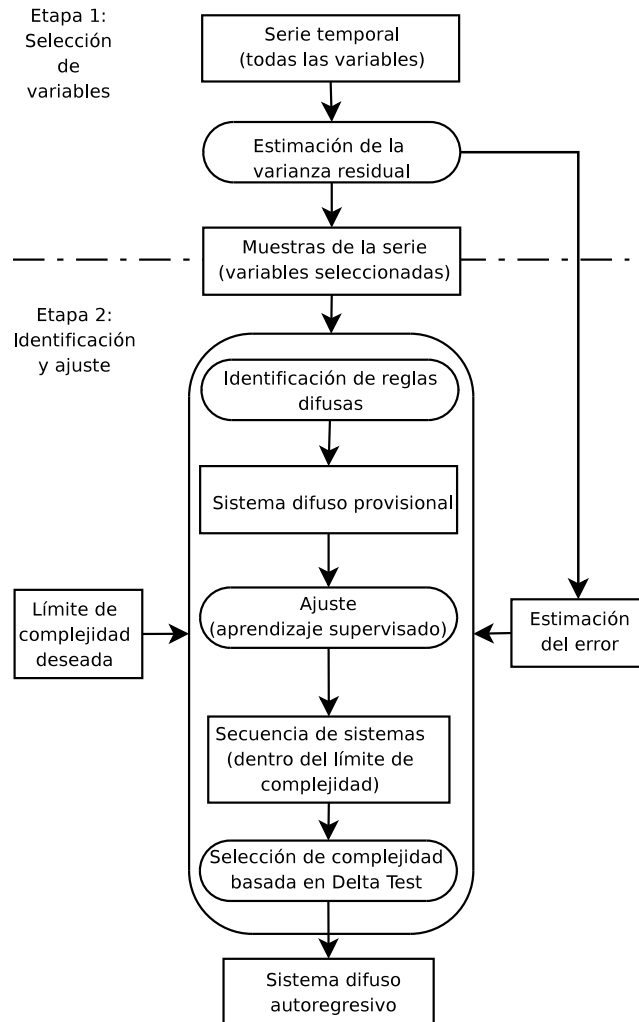 Etapa 1:
Selección
de
variables
Serie temporal
(todas las variables)
Estimación de la
varianza residual
Muestras de la serie
(variables seleccionadas)
Etapa 2:
Identificación
y ajuste
Identificación de reglas
difusas
Sistema difuso provisional
Ajuste
(aprendizaje supervisado)
Límite de
complejidad
deseada
Estimación
del error
Secuencia de sistemas
(dentro del límite de
complejidad)
Selección de complejidad
basada en Delta Test
Sistema difuso
autoregresivo